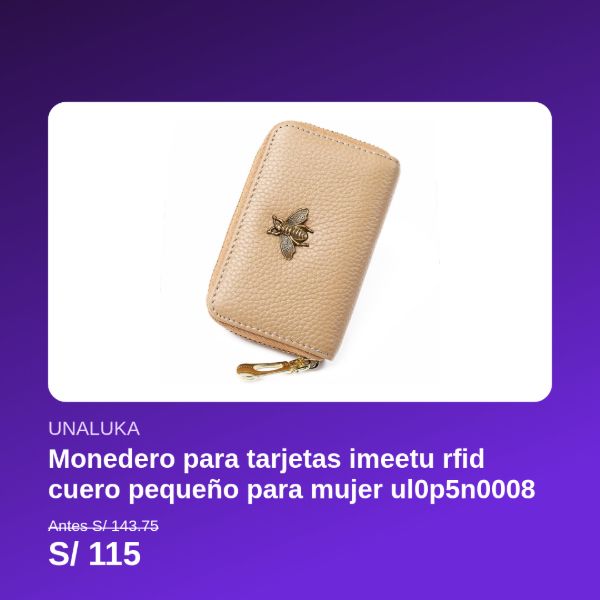 UNALUKA
Monedero para tarjetas imeetu rfid
cuero pequeño para mujer ul0p5n0008
Antes S/ 143.75
S/ 115